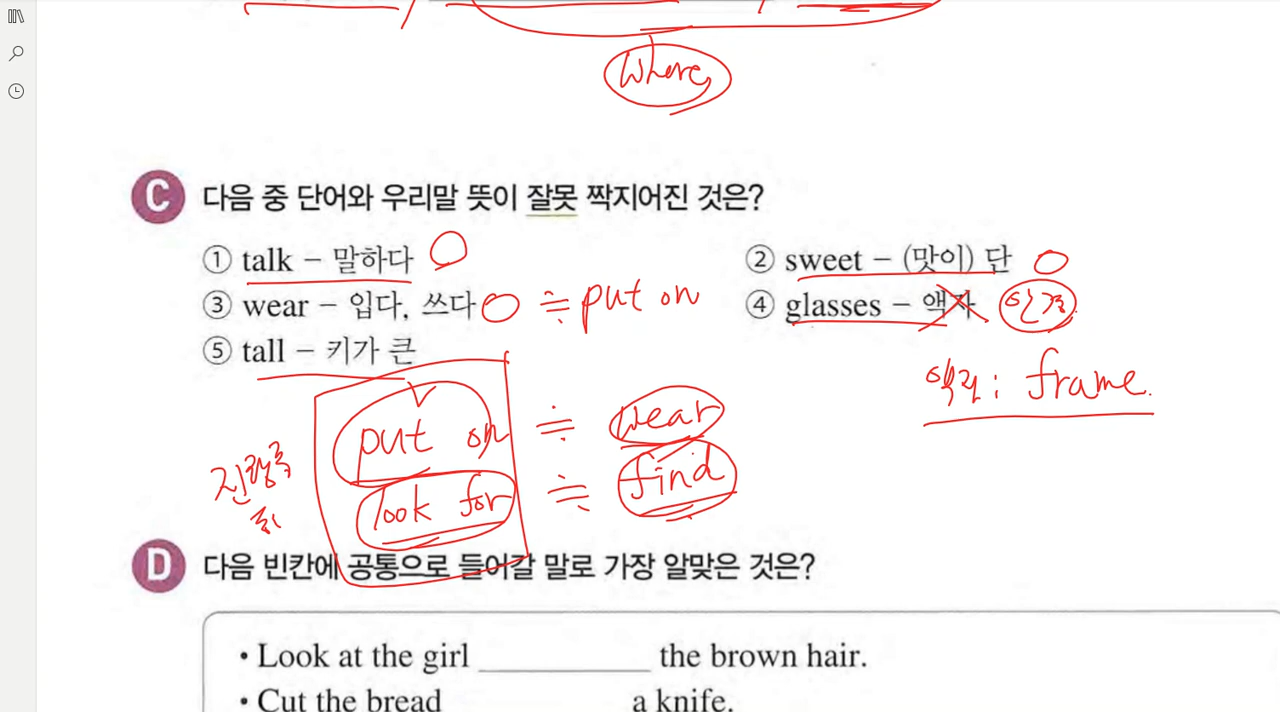 where
C 다음 중 단어와 우리말 뜻이 잘못 짝지어진 것은?
① talk – 말하다 ② sweet – (맛이) 단
③ wear – 입다, 쓰다 ≒ put on ④ glasses – 액자 안경
⑤ tall – 키가 큰
액자 : frame.
put on ≒ wear
look for ≒ find
D 다음 빈칸에 공통으로 들어갈 말로 가장 알맞은 것은?
• Look at the girl __________ the brown hair.
• Cut the bread a knife.